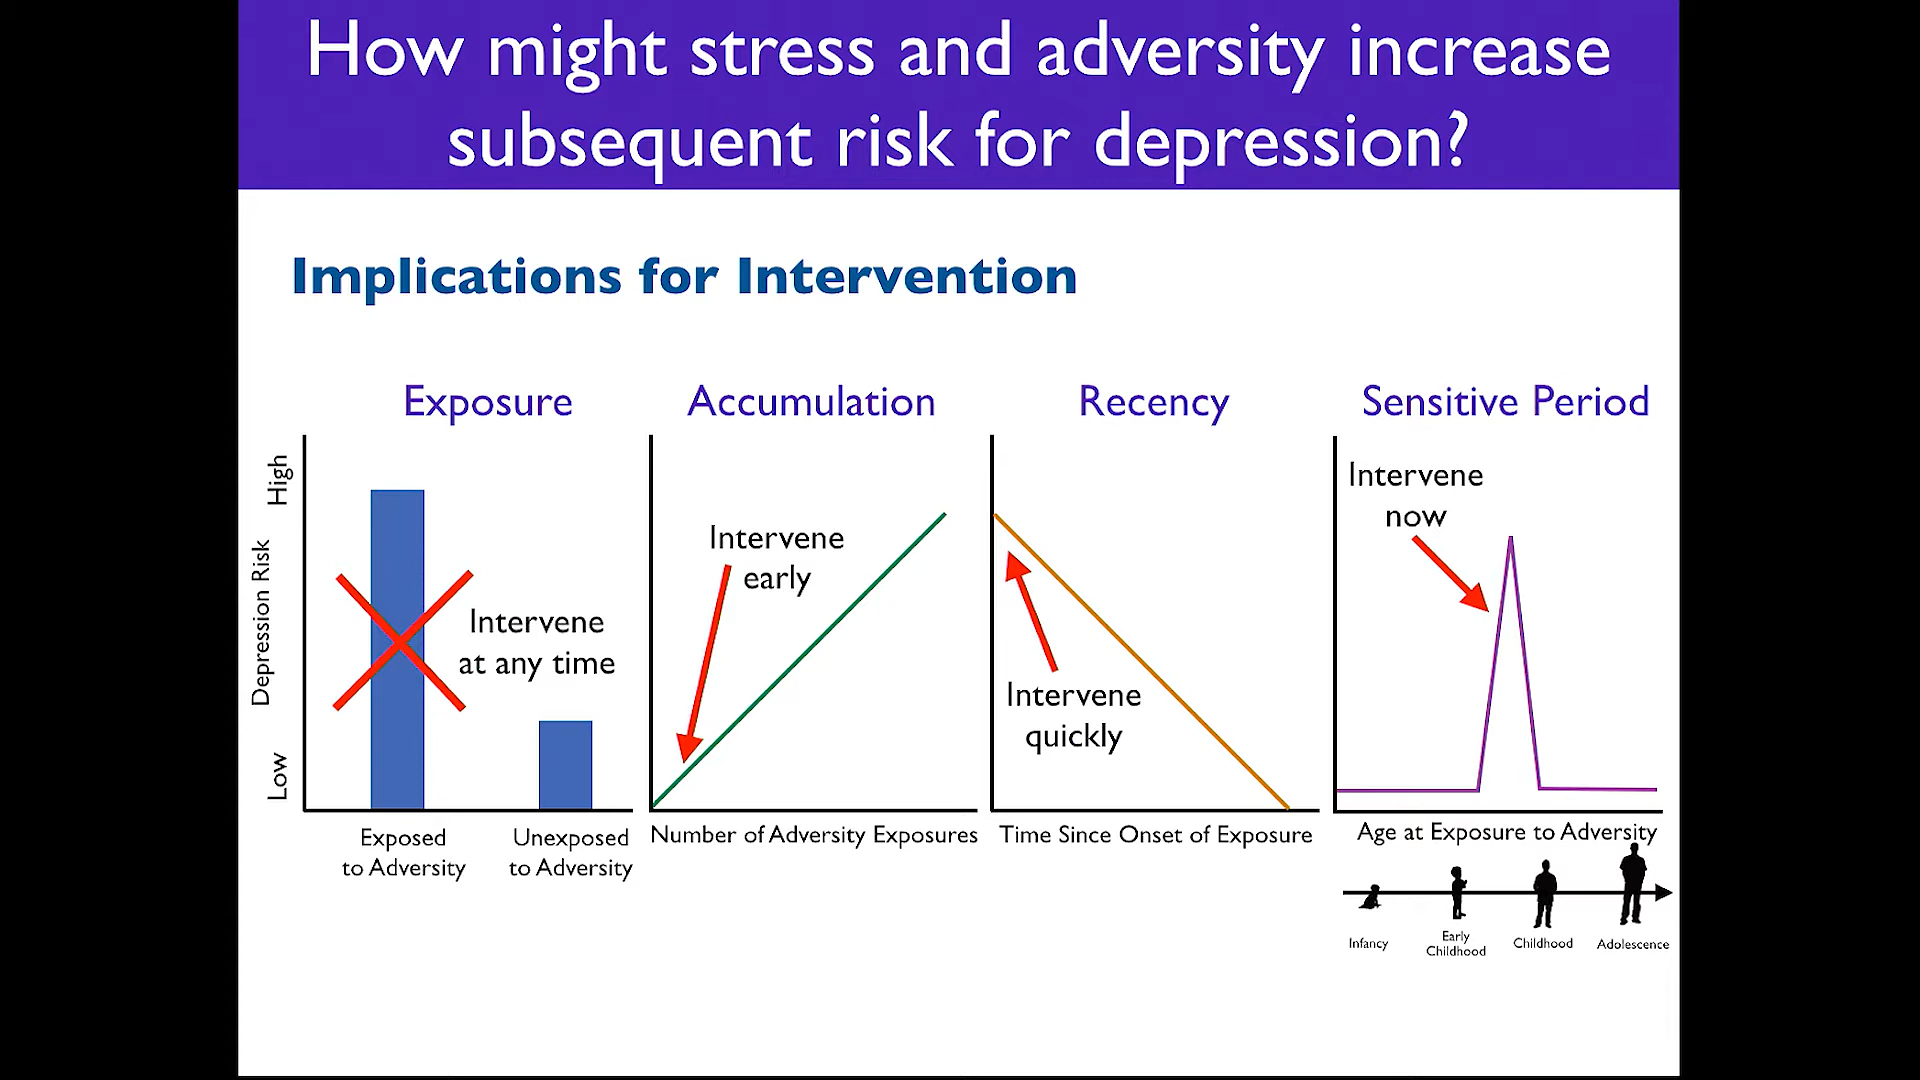 How might stress and adversity increase
subsequent risk for depression?
Implications for Intervention
Exposure
Accumulation
Recency
Sensitive Period
High
Depression Risk
Low
Intervene
at any time
Exposed
to Adversity
Unexposed
to Adversity
Intervene
early
Number of Adversity Exposures
Intervene
quickly
Time Since Onset of Exposure
Intervene
now
Age at Exposure to Adversity
Infancy
Early
Childhood
Childhood
Adolescence